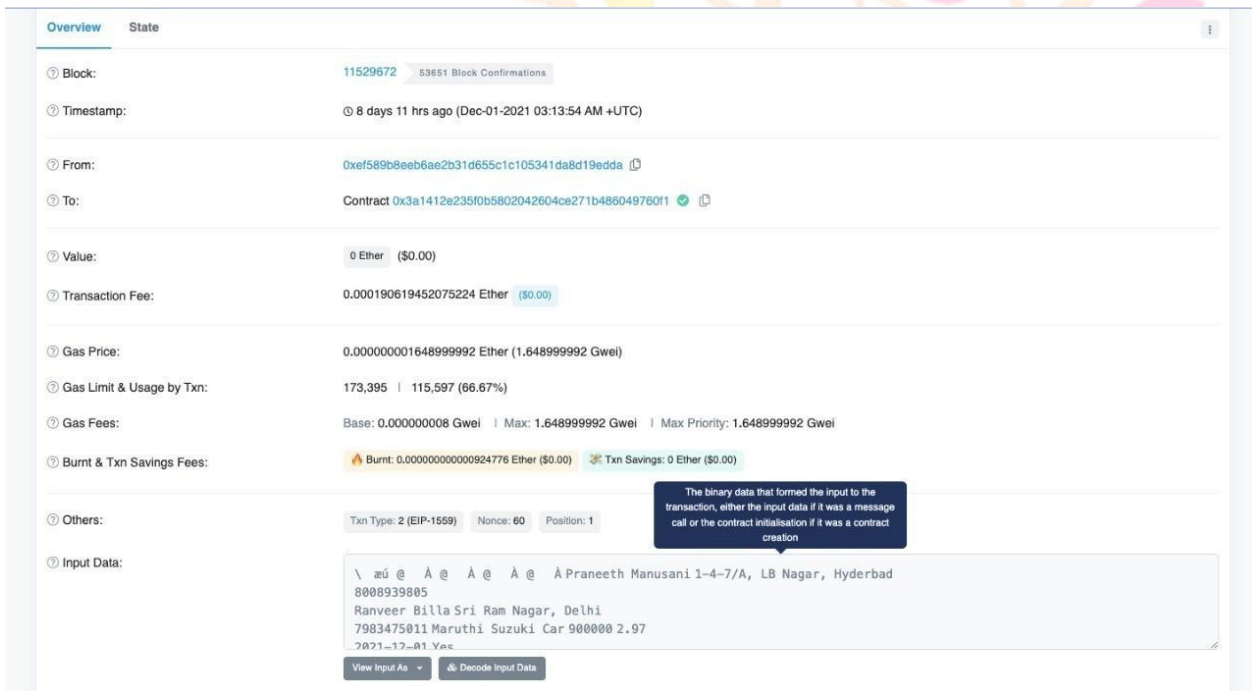 Overview State
Block: 11529672 53651 Block Confirmations
Timestamp: 8 days 11 hrs ago (Dec-01-2021 03:13:54 AM +UTC)
From: 0xef589b8eeb6ae2b31d655c1c105341da8d19edda
To: Contract 0x3a1412e235f0b5802042604ce271b486049760f1
Value: 0 Ether ($0.00)
Transaction Fee: 0.000190619452075224 Ether ($0.00)
Gas Price: 0.000000001648999992 Ether (1.648999992 Gwei)
Gas Limit & Usage by Txn: 173,395 | 115,597 (66.67%)
Gas Fees: Base: 0.000000008 Gwei | Max: 1.648999992 Gwei | Max Priority: 1.648999992 Gwei
Burnt & Txn Savings Fees: Burnt: 0.000000000000924776 Ether ($0.00) Txn Savings: 0 Ether ($0.00)
The binary data that formed the input to the
transaction, either the input data if it was a message
call or the contract initialisation if it was a contract
creation
Others: Txn Type: 2 (EIP-1559) Nonce: 60 Position: 1
Input Data:
\ æú @ À @ À @ À @ À Praneeth Manusani 1-4-7/A, LB Nagar, Hyderbad
8008939805
Ranveer Billa Sri Ram Nagar, Delhi
7983475011 Maruthi Suzuki Car 900000 2.97
2021-12-01 Yes
View Input As Decode Input Data